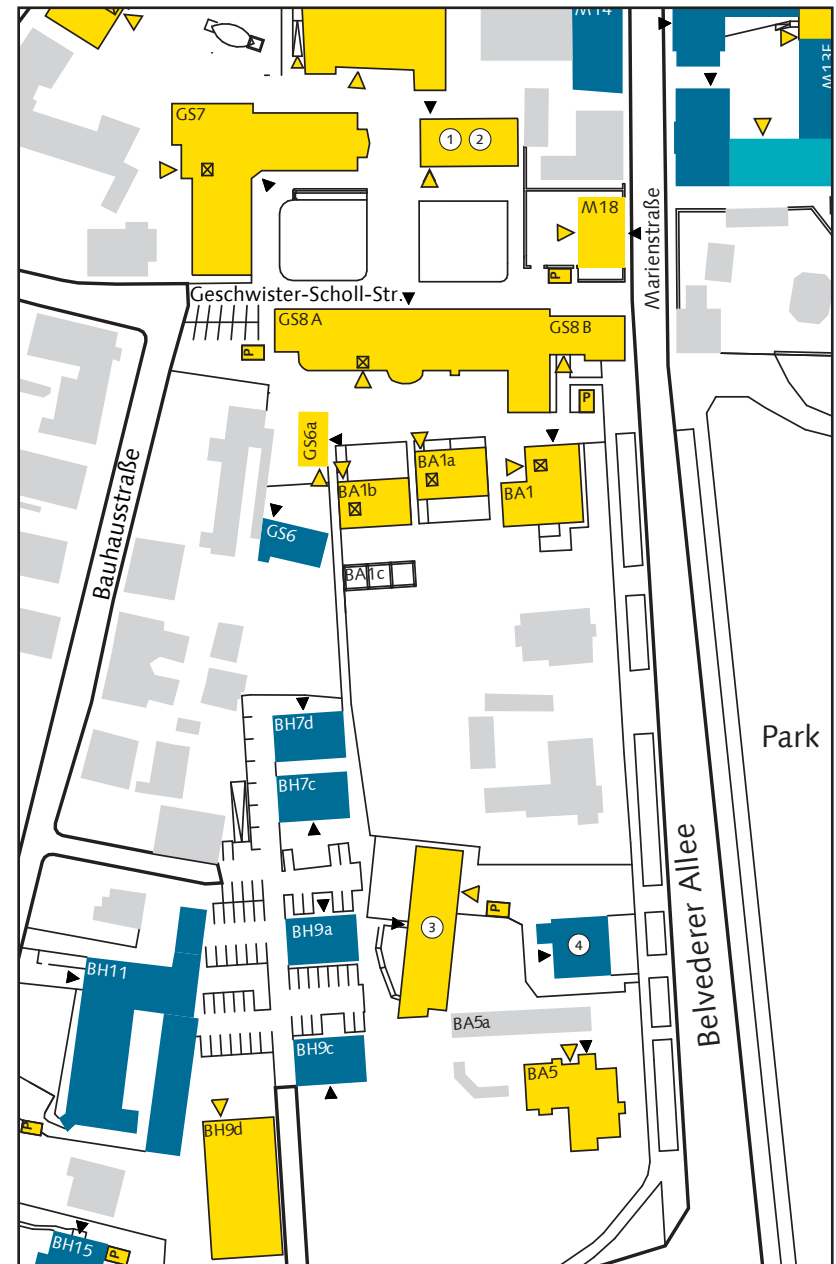 M14
M13F
GS7
1 2
M18
P
Marienstraße
Geschwister-Scholl-Str.
GS8 A
GS8 B
P
P
GS6a
BA1a
BA1b
BA1
GS6
Bauhausstraße
BA1c
BH7d
Park
BH7c
Belvederer Allee
P
BH9a
3
4
BH11
BA5a
BH9c
BA5
P
BH9d
BH15
P